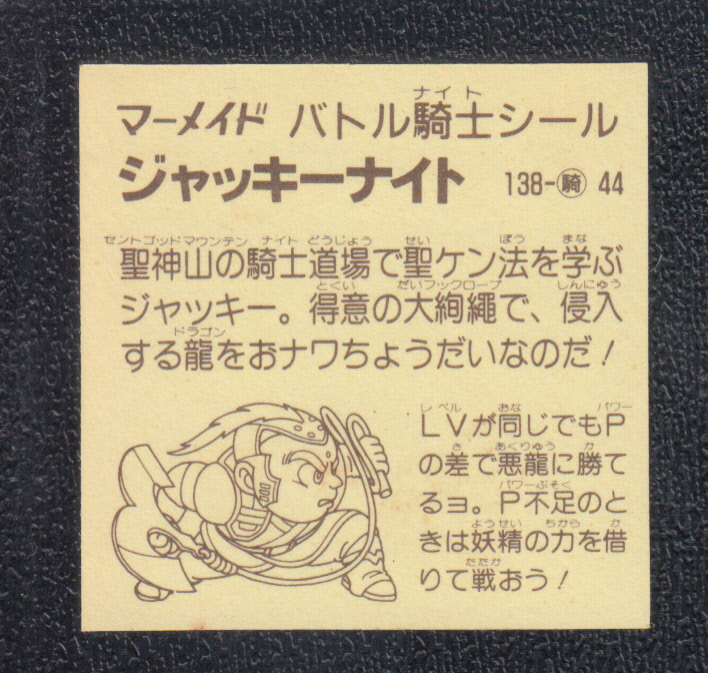 ナイト
マーメイド バトル騎士シール
ジャッキーナイト 138-㊀騎 44
セントゴッドマウンテン ナイト どうじょう せい ほう まな
聖神山の騎士道場で聖ケン法を学ぶ
とくい だいフックロープ しんにゅう
ジャッキー。得意の大絢縄で、侵入
ドラゴン
する龍をおナワちょうだいなのだ！
レベル おな パワー
LVが同じでもP
さ あくりゅう か
の差で悪龍に勝て
パワーぶそく
るヨ。P不足のと
ようせい ちから か
きは妖精の力を借
たたか
りて戦おう！